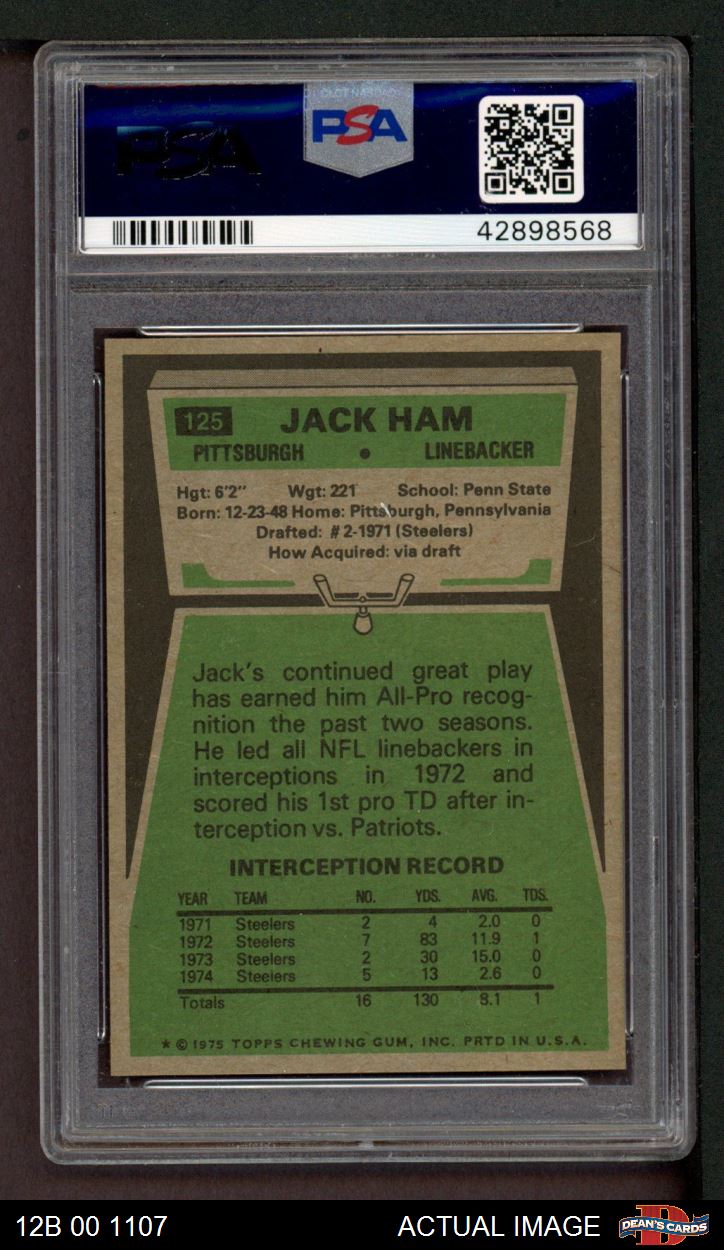 PSA
PSA
42898568
125 JACK HAM
PITTSBURGH • LINEBACKER
Hgt: 6'2" Wgt: 221 School: Penn State
Born: 12-23-48 Home: Pittsburgh, Pennsylvania
Drafted: #2-1971 (Steelers)
How Acquired: via draft
Jack's continued great play
has earned him All-Pro recog-
nition the past two seasons.
He led all NFL linebackers in
interceptions in 1972 and
scored his 1st pro TD after in-
terception vs. Patriots.
INTERCEPTION RECORD
YEAR TEAM NO. YDS. AVG. TDS.
1971 Steelers 2 4 2.0 0
1972 Steelers 7 83 11.9 1
1973 Steelers 2 30 15.0 0
1974 Steelers 5 13 2.6 0
Totals 16 130 8.1 1
* © 1975 TOPPS CHEWING GUM, INC. PRTD IN U.S.A.
12B 00 1107 ACTUAL IMAGE DEAN'S CARDS